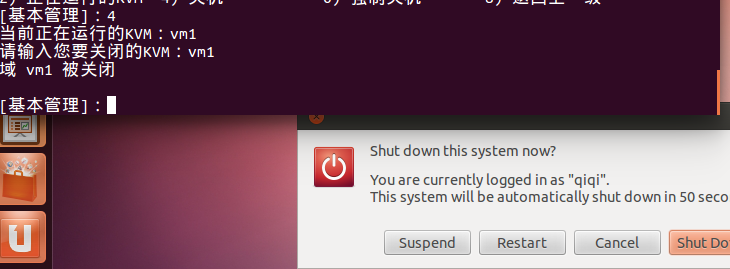 [基本管理]：4
当前正在运行的KVM：vm1
请输入您要关闭的KVM：vm1
域 vm1 被关闭
[基本管理]：
Shut down this system now?
You are currently logged in as "qiqi".
This system will be automatically shut down in 50 seco
Suspend
Restart
Cancel
Shut Do